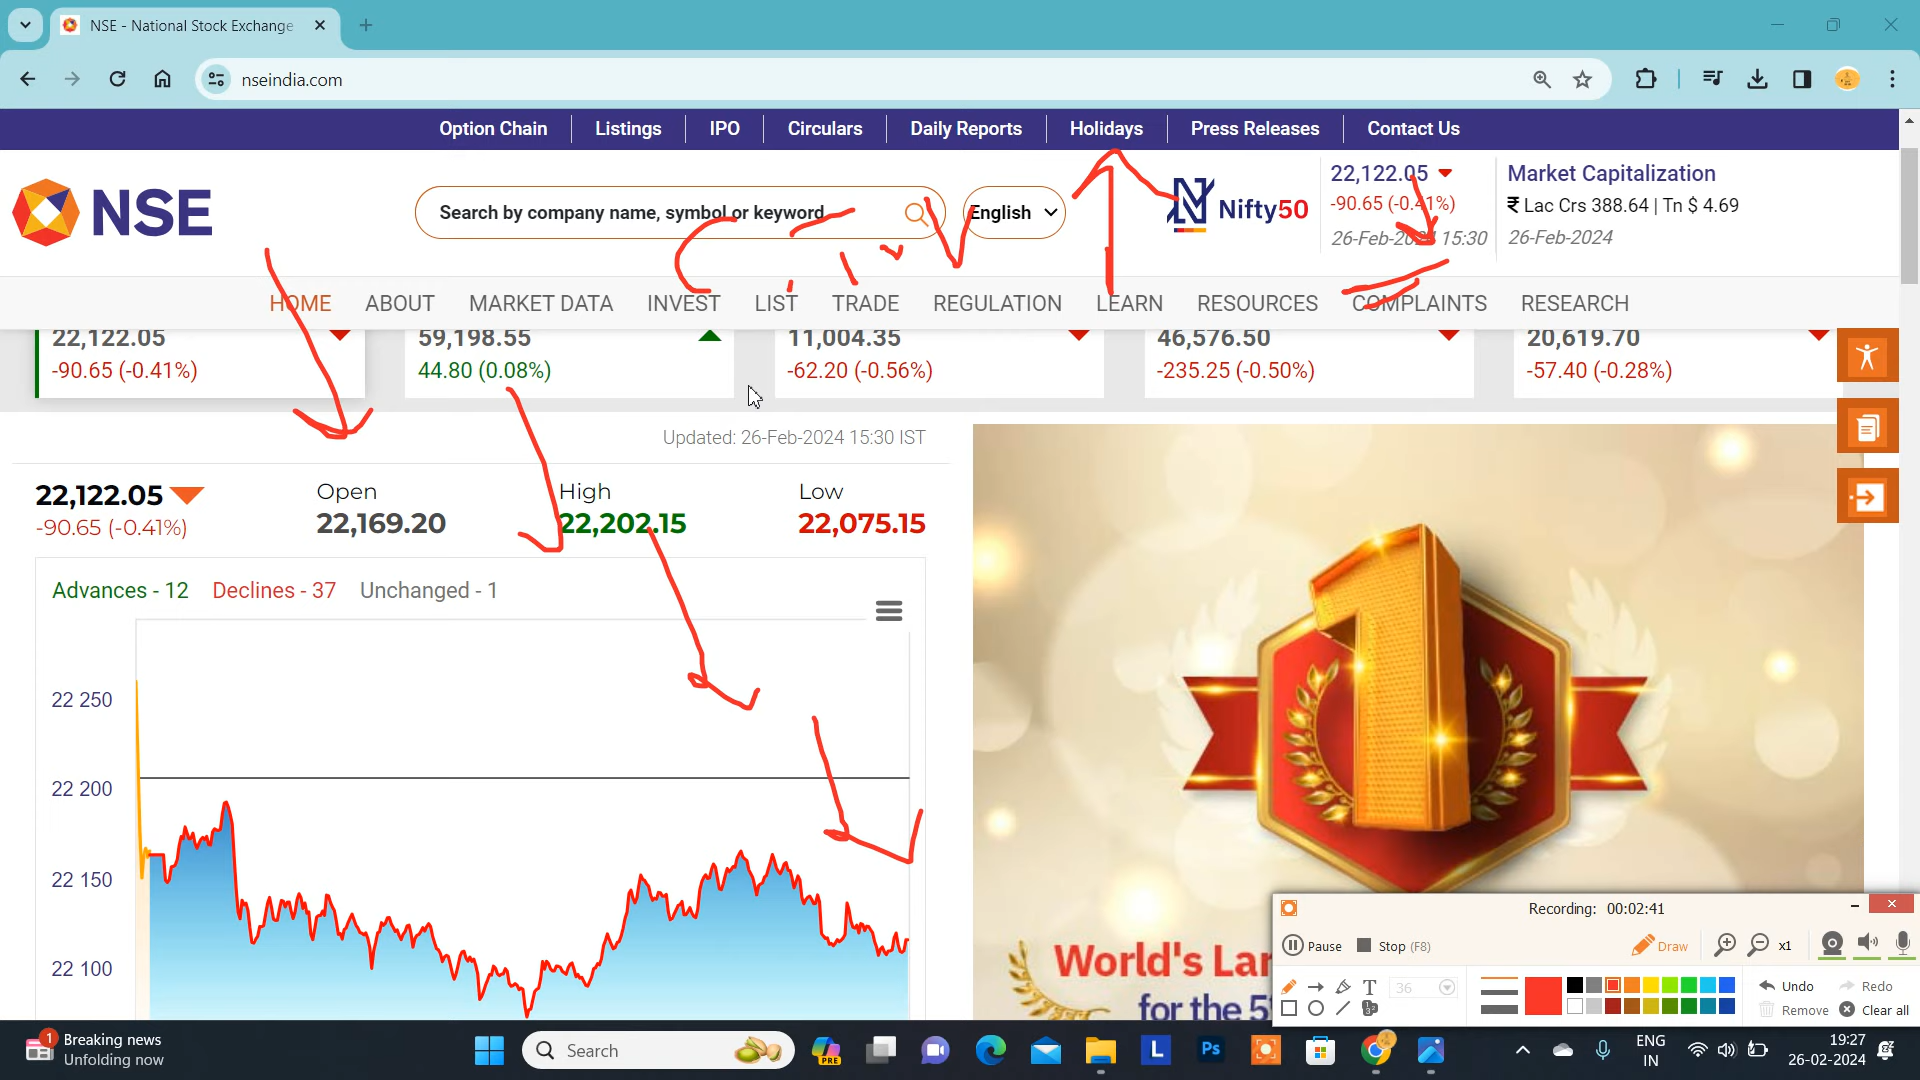 NSE - National Stock Exchange
nseindia.com
Option Chain Listings IPO Circulars Daily Reports Holidays Press Releases Contact Us
NSE
Search by company name, symbol or keyword
English
Nifty50
22,122.05
-90.65 (-0.41%)
26-Feb-2024 15:30
Market Capitalization
₹ Lac Crs 388.64 | Tn $ 4.69
26-Feb-2024
HOME ABOUT MARKET DATA INVEST LIST TRADE REGULATION LEARN RESOURCES COMPLAINTS RESEARCH
22,122.05 59,198.55 11,004.35 46,576.50 20,619.70
-90.65 (-0.41%) 44.80 (0.08%) -62.20 (-0.56%) -235.25 (-0.50%) -57.40 (-0.28%)
Updated: 26-Feb-2024 15:30 IST
22,122.05
-90.65 (-0.41%)
Open
22,169.20
High
22,202.15
Low
22,075.15
Advances - 12 Declines - 37 Unchanged - 1
22 250
22 200
22 150
22 100
1
World's Lar
for the 5
Recording: 00:02:41
Pause Stop (F8) Draw x1
T 36 Undo Redo
Remove Clear all
1
Breaking news
Unfolding now
Search
PRE
L
Ps
ENG
IN
19:27
26-02-2024